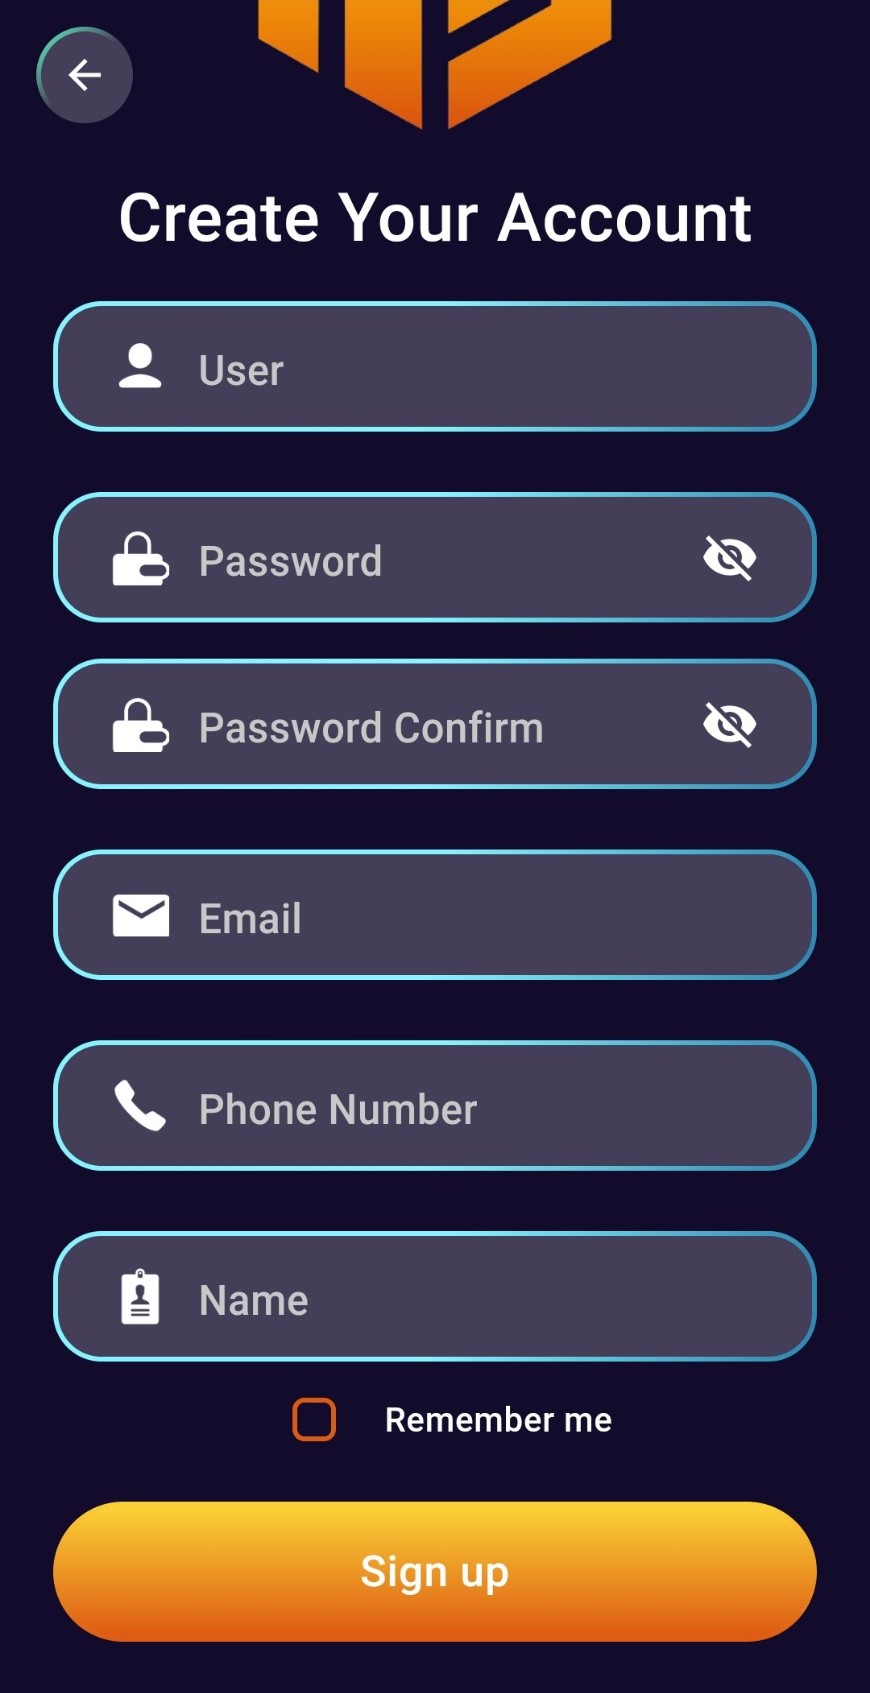 Create Your Account
User
Password
Password Confirm
Email
Phone Number
Name
Remember me
Sign up